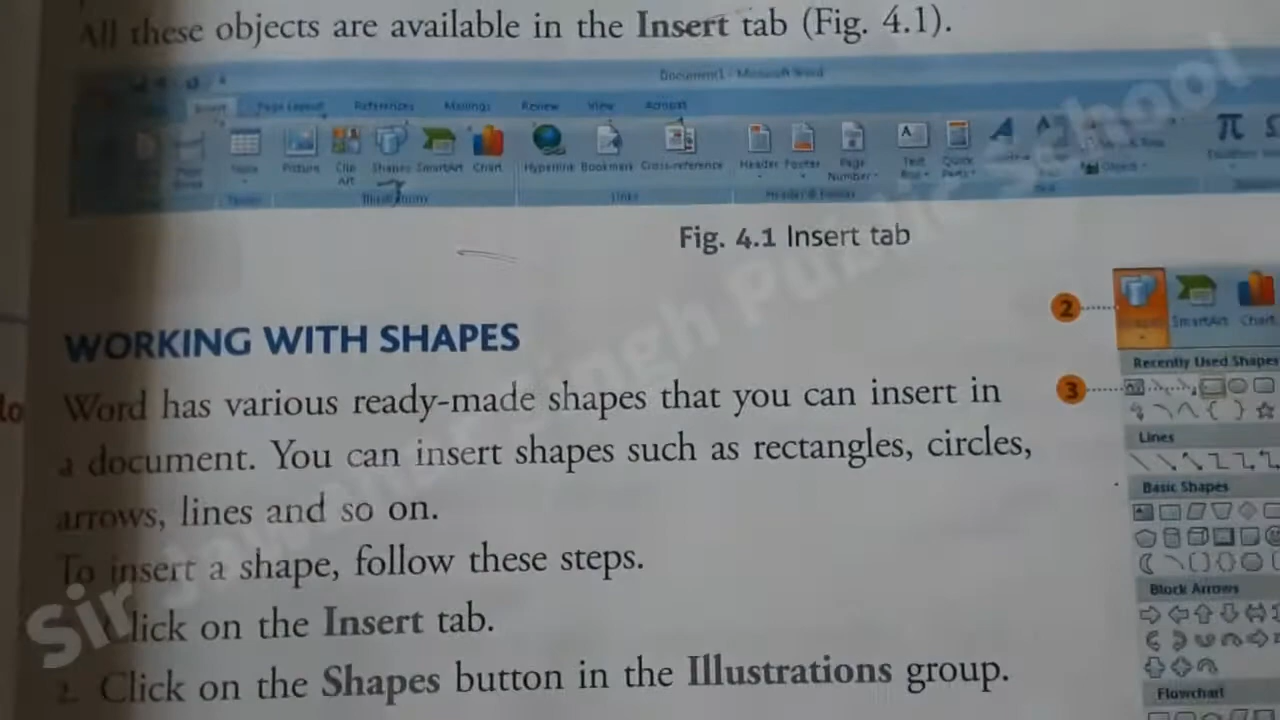 All these objects are available in the Insert tab (Fig. 4.1).
Document1 - Microsoft Word
Insert Page Layout References Mailings Review View Acrobat
Picture Clip Art Shapes SmartArt Chart Hyperlink Bookmark Cross-reference Header Footer Page Number Text Box Quick Parts Object
Illustrations Links Header & Footer
Fig. 4.1 Insert tab
WORKING WITH SHAPES
Word has various ready-made shapes that you can insert in
a document. You can insert shapes such as rectangles, circles,
arrows, lines and so on.
To insert a shape, follow these steps.
Click on the Insert tab.
2. Click on the Shapes button in the Illustrations group.
2
SmartArt Chart
Recently Used Shapes
3
Lines
Basic Shapes
Block Arrows
Flowchart
Singh Public School